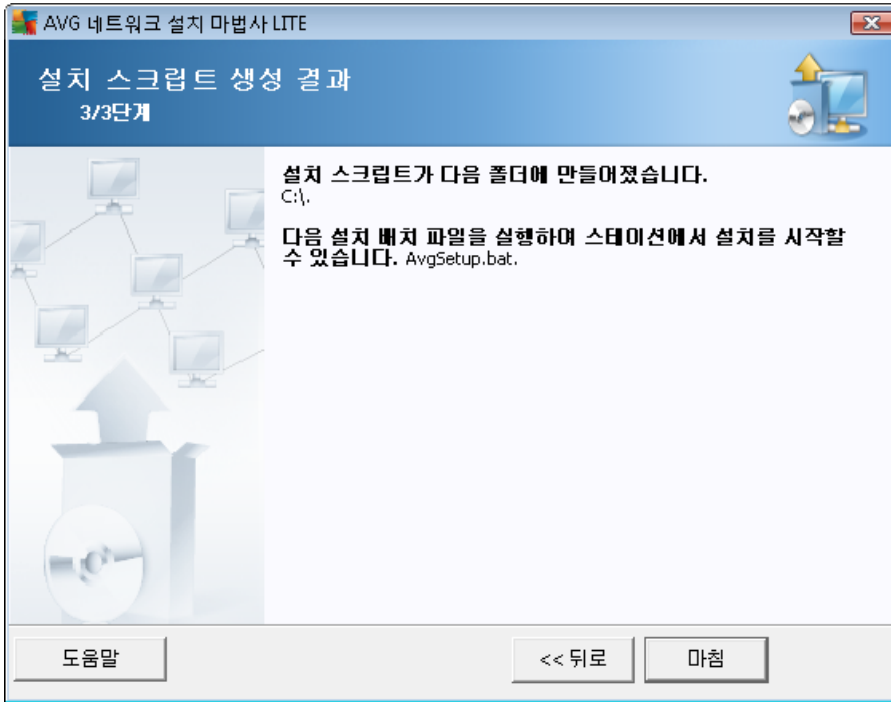 AVG 네트워크 설치 마법사 LITE
설치 스크립트 생성 결과
3/3단계
설치 스크립트가 다음 폴더에 만들어졌습니다.
C:\.
다음 설치 배치 파일을 실행하여 스테이션에서 설치를 시작할
수 있습니다. AvgSetup.bat.
도움말
<< 뒤로
마침